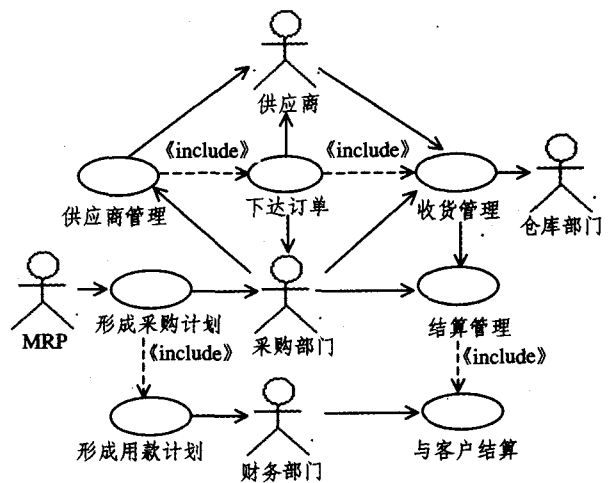 供应商
《include》
《include》
供应商管理
下达订单
收货管理
仓库部门
MRP
形成采购计划
采购部门
结算管理
《include》
《include》
形成用款计划
财务部门
与客户结算